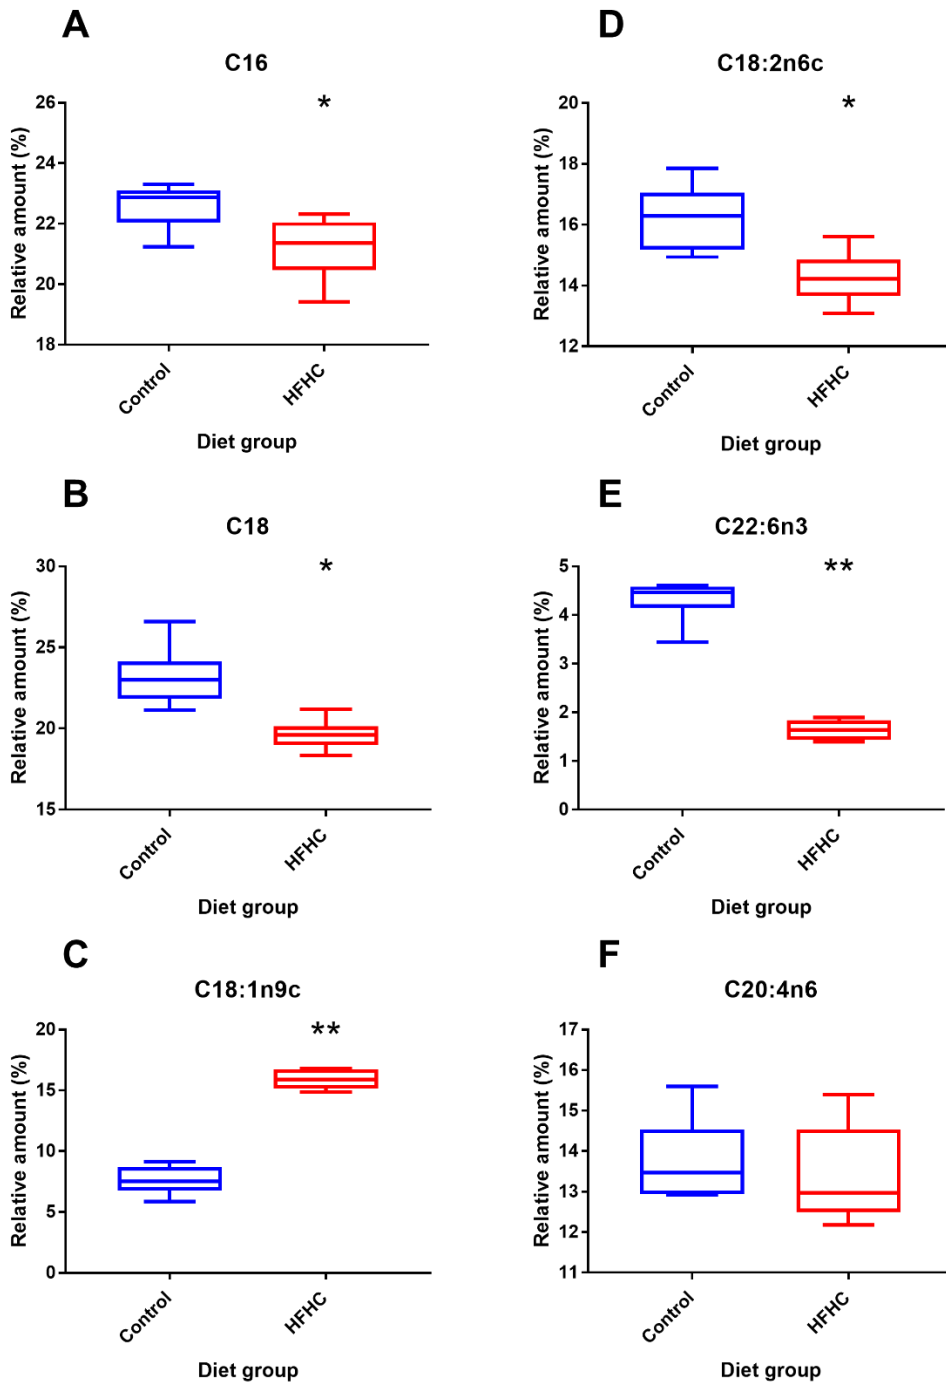 A
C16
*
Relative amount (%)
26
24
22
20
18
Control
HFHC
Diet group
D
C18:2n6c
*
Relative amount (%)
20
18
16
14
12
Control
HFHC
Diet group
B
C18
*
Relative amount (%)
30
25
20
15
Control
HFHC
Diet group
E
C22:6n3
**
Relative amount (%)
5
4
3
2
1
0
Control
HFHC
Diet group
C
C18:1n9c
**
Relative amount (%)
20
15
10
5
0
Control
HFHC
Diet group
F
C20:4n6
Relative amount (%)
17
16
15
14
13
12
11
Control
HFHC
Diet group